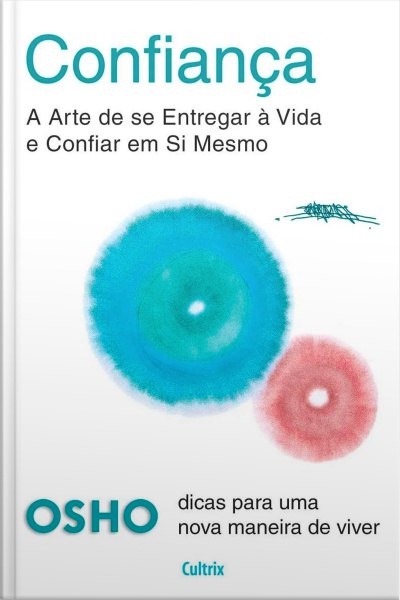 Confiança
A Arte de se Entregar à Vida
e Confiar em Si Mesmo
OSHO
dicas para uma
nova maneira de viver
Cultrix